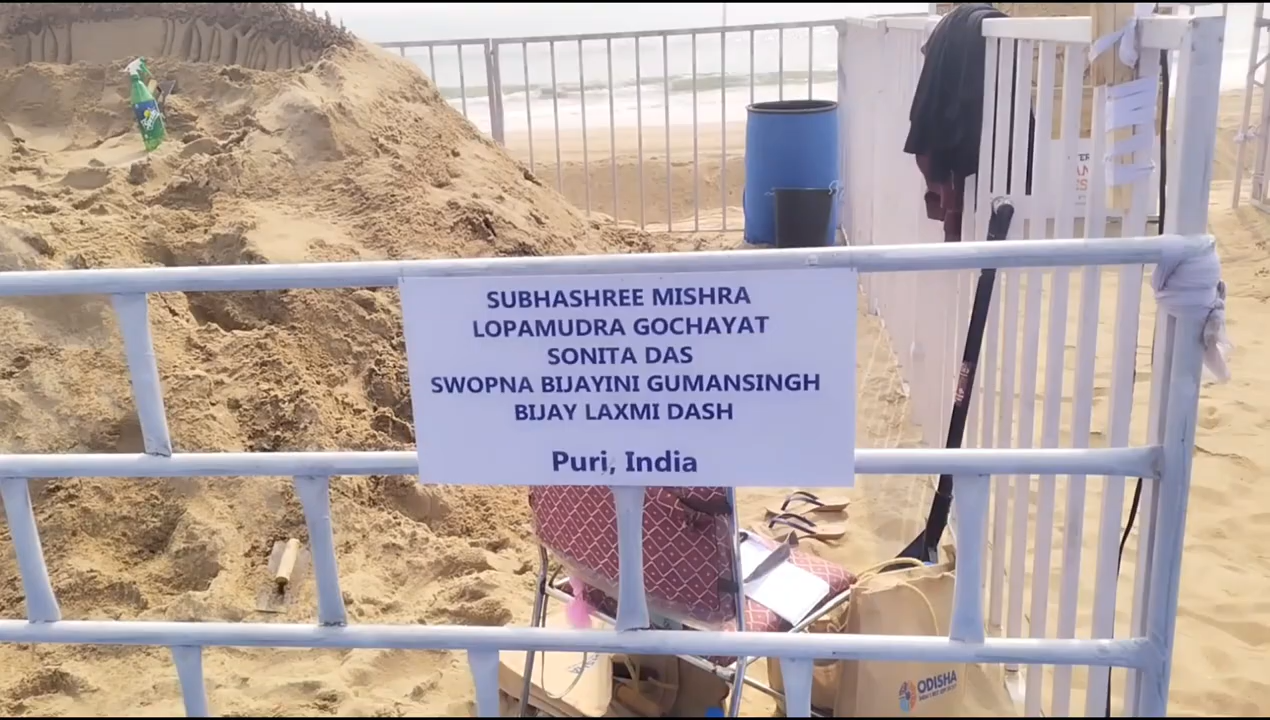 SUBHASHREE MISHRA
LOPAMUDRA GOCHAYAT
SONITA DAS
SWOPNA BIJAYINI GUMANSINGH
BIJAY LAXMI DASH
Puri, India
ODISHA